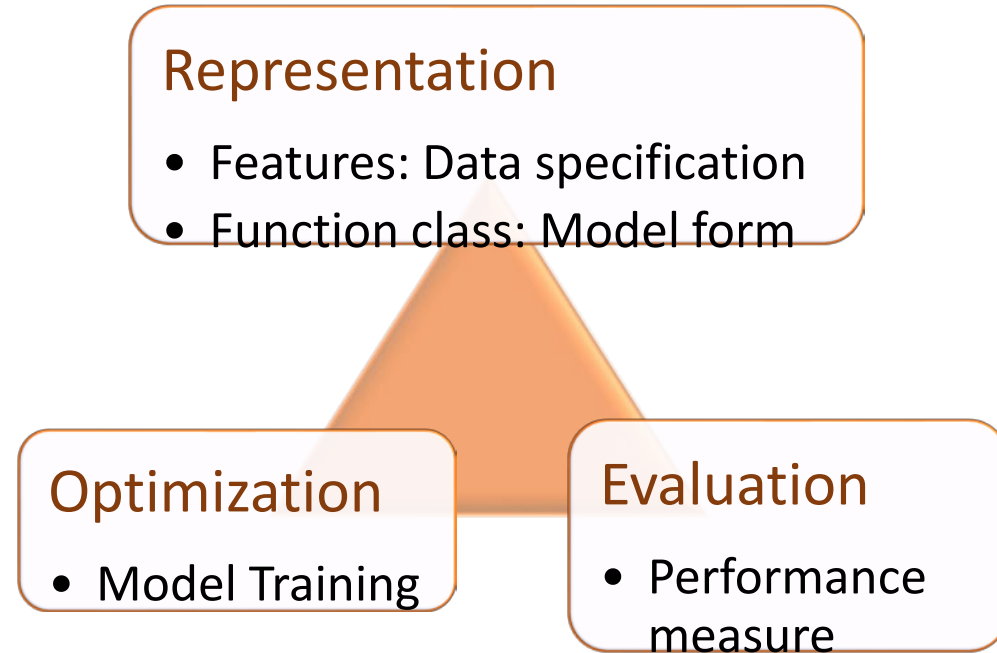 Representation
• Features: Data specification
• Function class: Model form
Optimization
• Model Training
Evaluation
• Performance
measure